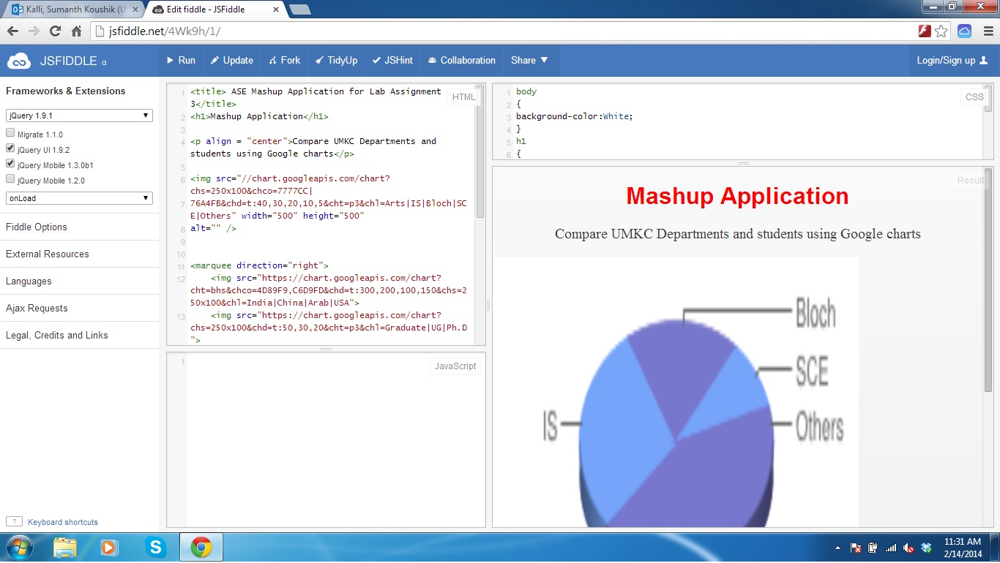 Kalli, Sumanth Koushik (U
Edit fiddle - JSFiddle
jsfiddle.net/4Wk9h/1/
JSFIDDLE α
Run
Update
Fork
TidyUp
JSHint
Collaboration
Share
Login/Sign up
Frameworks & Extensions
jQuery 1.9.1
Migrate 1.1.0
jQuery UI 1.9.2
jQuery Mobile 1.3.0b1
jQuery Mobile 1.2.0
onLoad
Fiddle Options
External Resources
Languages
Ajax Requests
Legal, Credits and Links
? Keyboard shortcuts
HTML
1 <title> ASE Mashup Application for Lab Assignment
3</title>
2 <h1>Mashup Application</h1>
3
4 <p align = "center">Compare UMKC Departments and
students using Google charts</p>
5
6 <img src="//chart.googleapis.com/chart?
chs=250x100&chco=7777CC|
7 76A4FB&chd=t:40,30,20,10,5&cht=p3&chl=Arts|IS|Bloch|SC
E|Others" width="500" height="500"
8 alt="" />
9
10
11 <marquee direction="right">
12 <img src="https://chart.googleapis.com/chart?
cht=bhs&chco=4D89F9,C6D9FD&chd=t:300,200,100,150&chs=2
50x100&chl=India|China|Arab|USA">
13 <img src="https://chart.googleapis.com/chart?
chs=250x100&chd=t:50,30,20&cht=p3&chl=Graduate|UG|Ph.D
">
JavaScript
1
CSS
1 body
2 {
3 background-color:White;
4 }
5 h1
6 {
Result
Mashup Application
Compare UMKC Departments and students using Google charts
Bloch
SCE
IS
Others
11:31 AM
2/14/2014